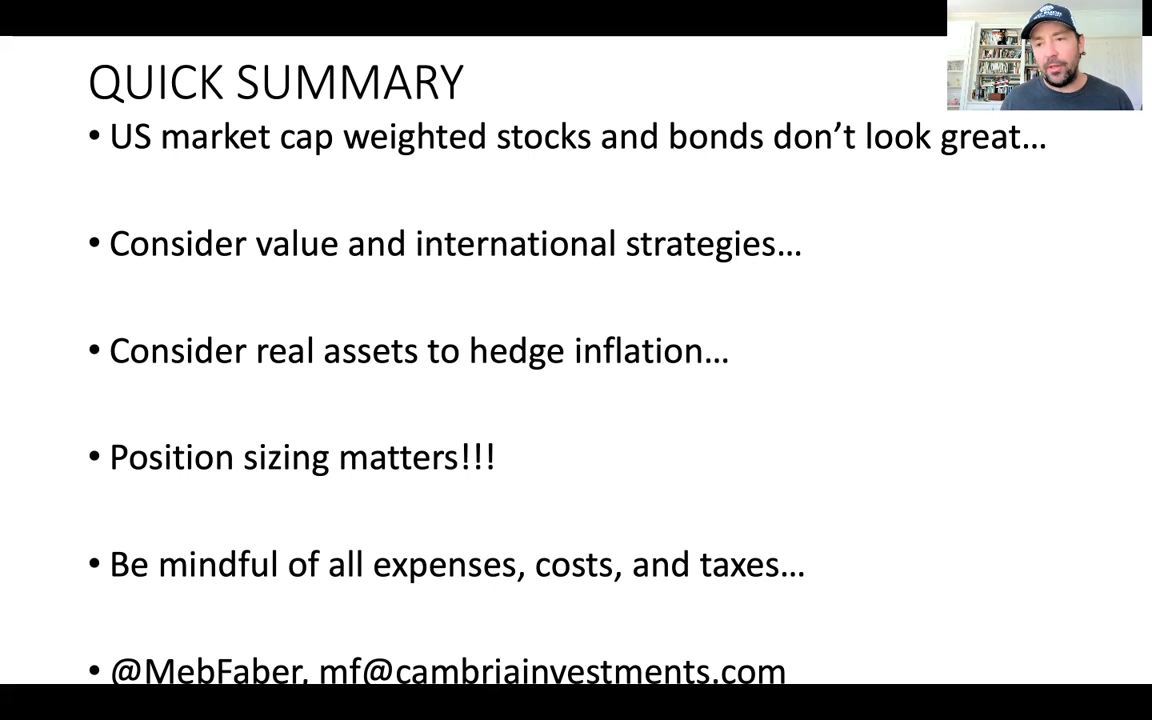 QUICK SUMMARY
• US market cap weighted stocks and bonds don’t look great…
• Consider value and international strategies…
• Consider real assets to hedge inflation…
• Position sizing matters!!!
• Be mindful of all expenses, costs, and taxes…
• @MebFaber, mf@cambriainvestments.com